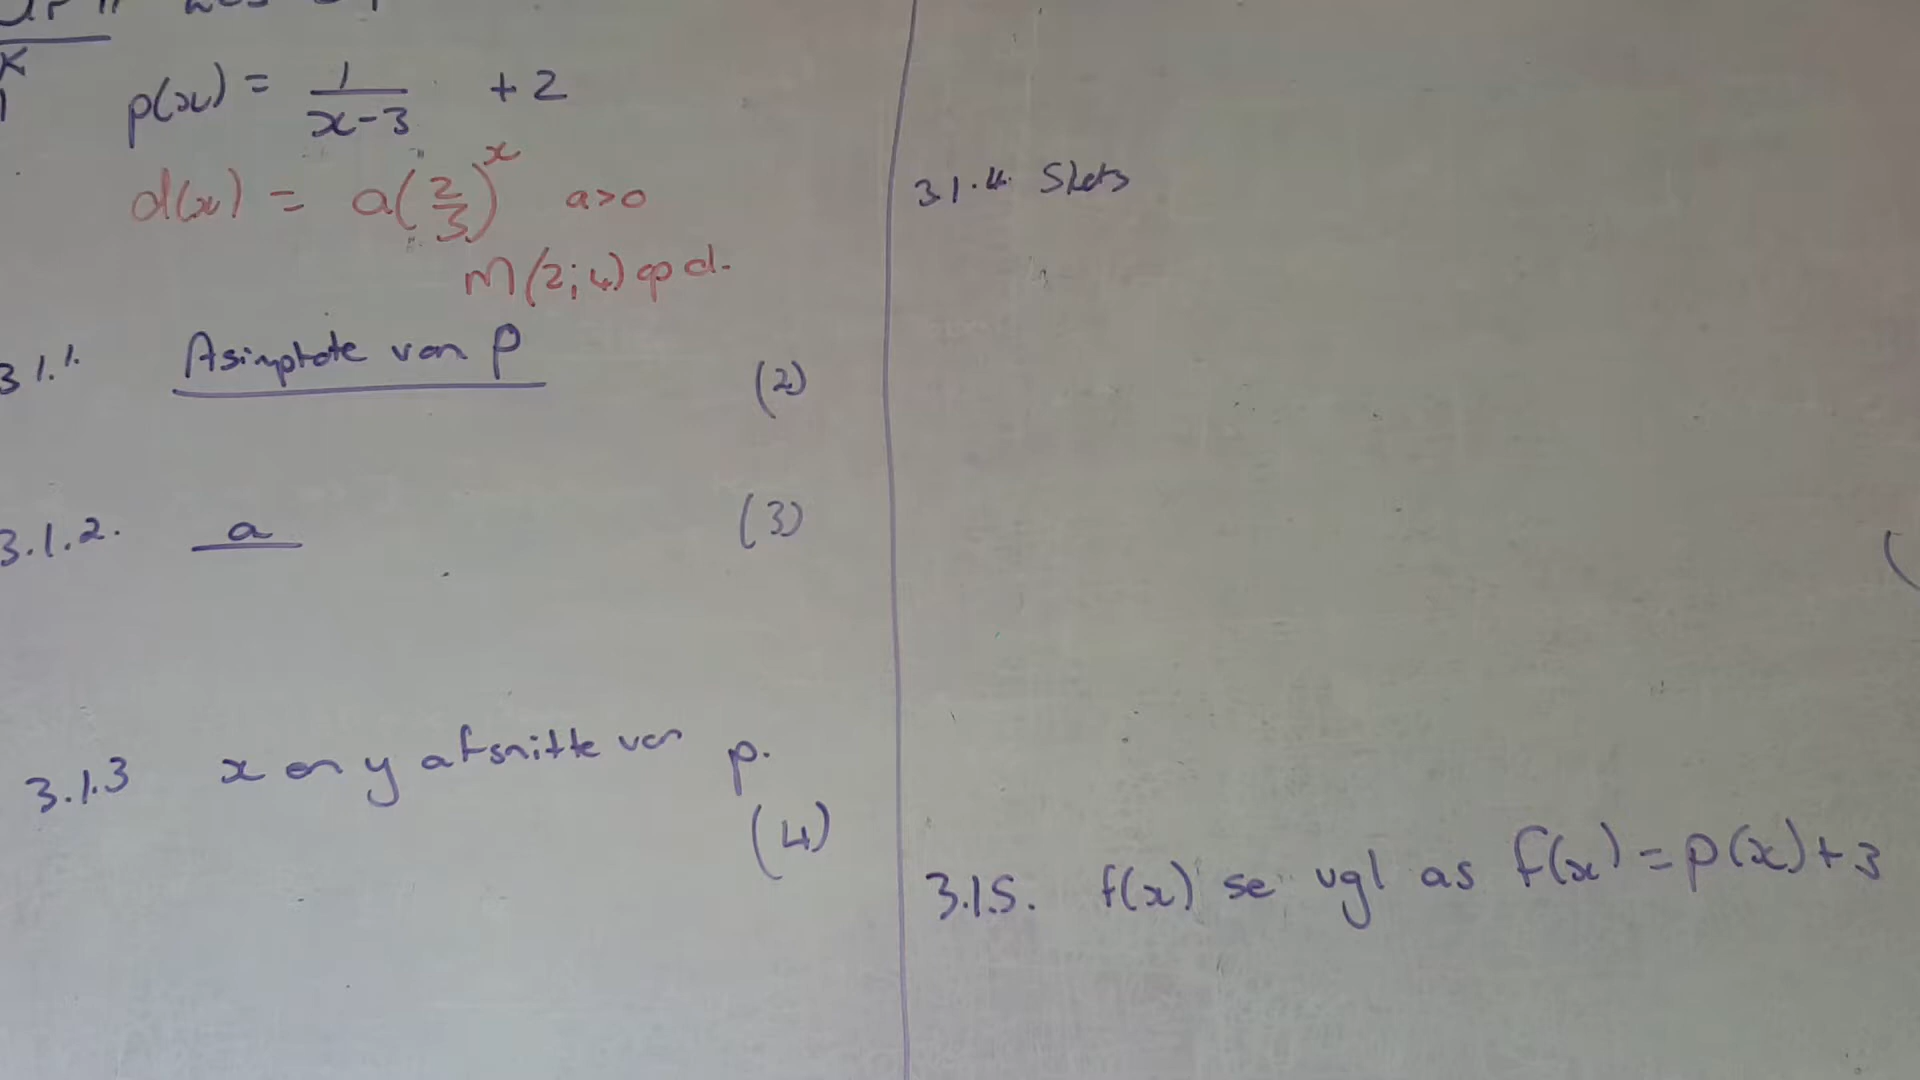 p(x) = 1/(x-3) + 2
d(x) = a(2/3)^x a>0
M(2;4) op d.
3.1.1. Asimptote van p (2)
3.1.2. a (3)
3.1.3 x en y afsnitte van p.
(4)
3.1.4. Skets
3.1.5. f(x) se vgl as f(x) = p(x) + 3